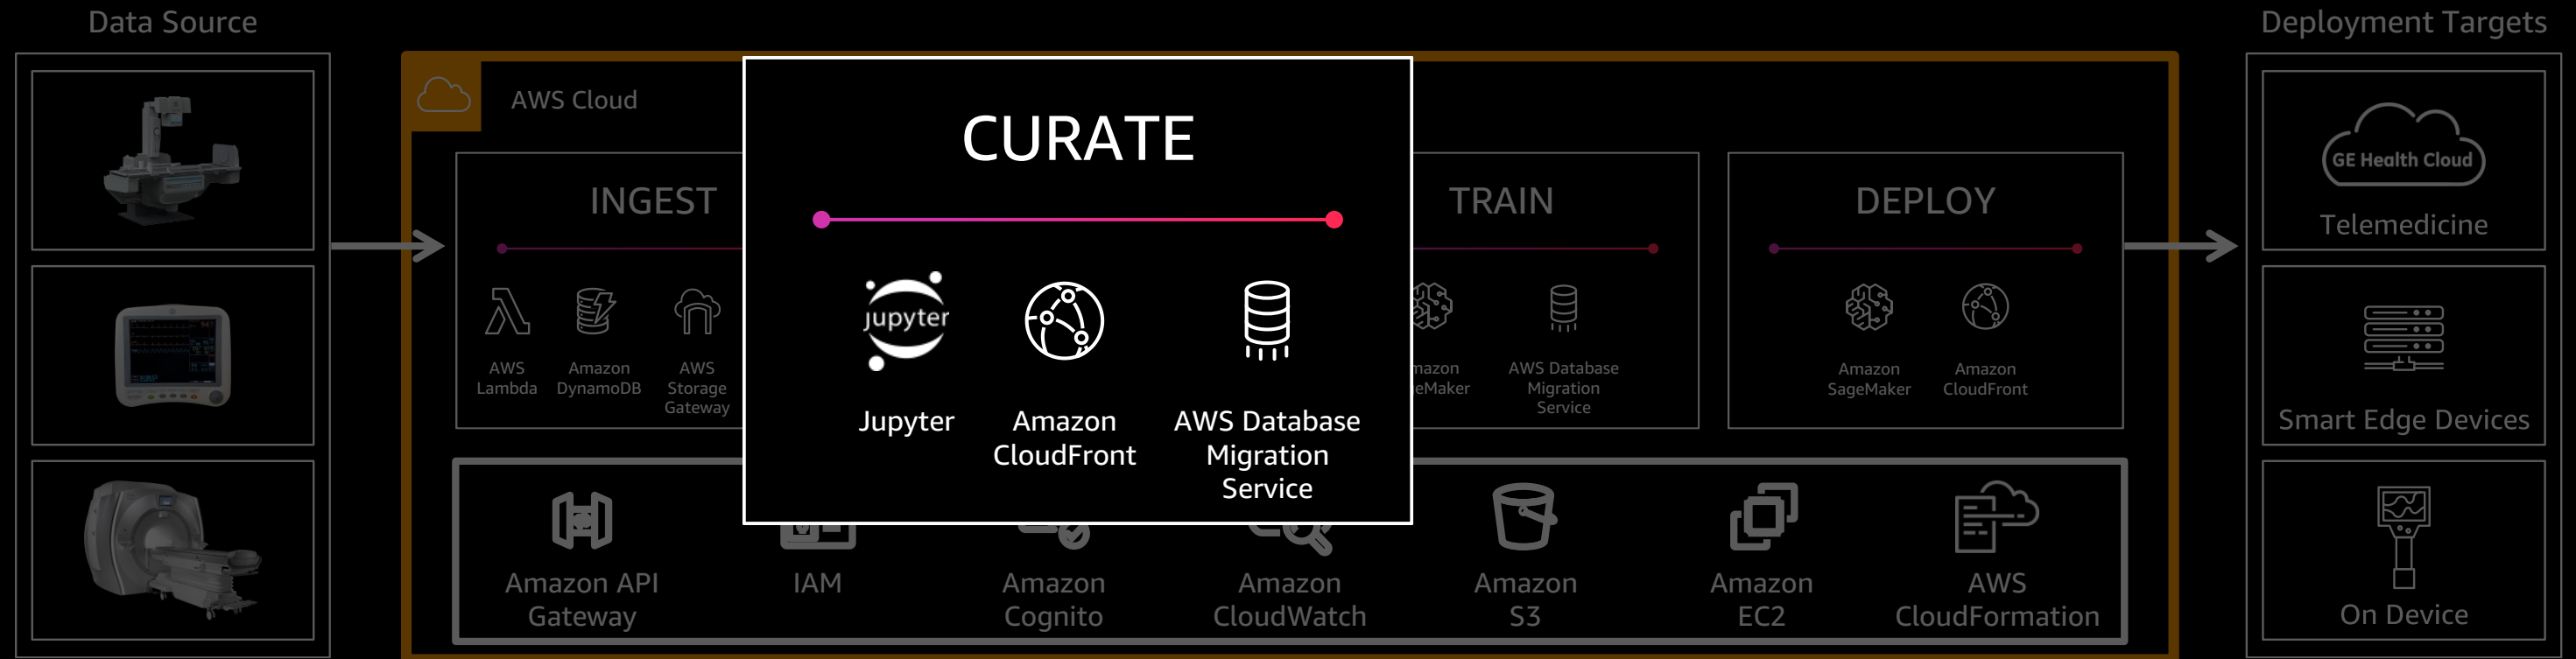 Data Source
Deployment Targets
AWS Cloud
INGEST
AWS
Lambda
Amazon
DynamoDB
AWS
Storage
Gateway
CURATE
jupyter
Jupyter
Amazon
CloudFront
AWS Database
Migration
Service
TRAIN
AWS Database
Migration
Service
DEPLOY
Amazon
SageMaker
Amazon
CloudFront
Amazon API
Gateway
IAM
Amazon
Cognito
Amazon
CloudWatch
Amazon
S3
Amazon
EC2
AWS
CloudFormation
GE Health Cloud
Telemedicine
Smart Edge Devices
On Device